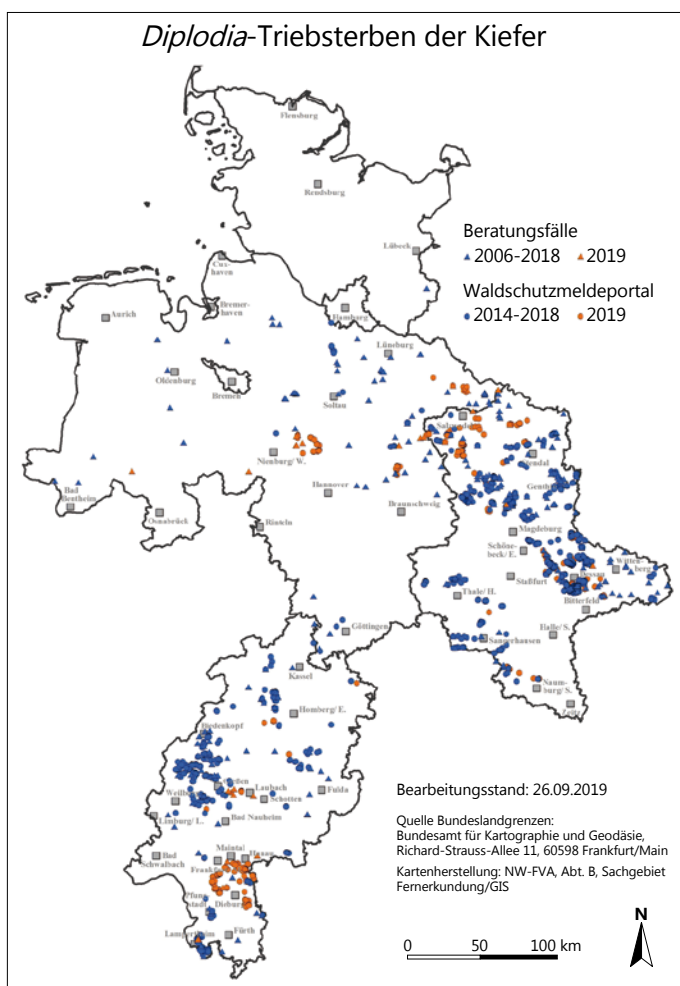 Diplodia-Triebsterben der Kiefer
Flensburg
Rendsburg
Lübeck
Beratungsfälle
2006-2018 2019
Waldschutzmeldeportal
2014-2018 2019
Cux-
haven
Bremer-
haven
Aurich
Hamburg
Lüneburg
Oldenburg
Bremen
Soltau
Salzwedel
Nienburg/ W.
Stendal
Genthin
Bad
Bentheim
Osnabrück
Hannover
Braunschweig
Rinteln
Magdeburg
Schöne-
beck/ E.
Witten-
berg
Dessau
Staßfurt
Thale/ H.
Bitterfeld
Göttingen
Halle/ S.
Sangerhausen
Kassel
Naum-
burg/ S.
Zeitz
Homberg/ E.
Biedenkopf
Gießen
Laubach
Fulda
Weilburg
Schotten
Limburg/ L.
Bad Nauheim
Bad
Schwalbach
Maintal
Hanau
Frankfurt
Pfung-
stadt
Dieburg
Lampertheim
Fürth
Bearbeitungsstand: 26.09.2019
Quelle Bundeslandgrenzen:
Bundesamt für Kartographie und Geodäsie,
Richard-Strauss-Allee 11, 60598 Frankfurt/Main
Kartenherstellung: NW-FVA, Abt. B, Sachgebiet
Fernerkundung/GIS
N
0 50 100 km